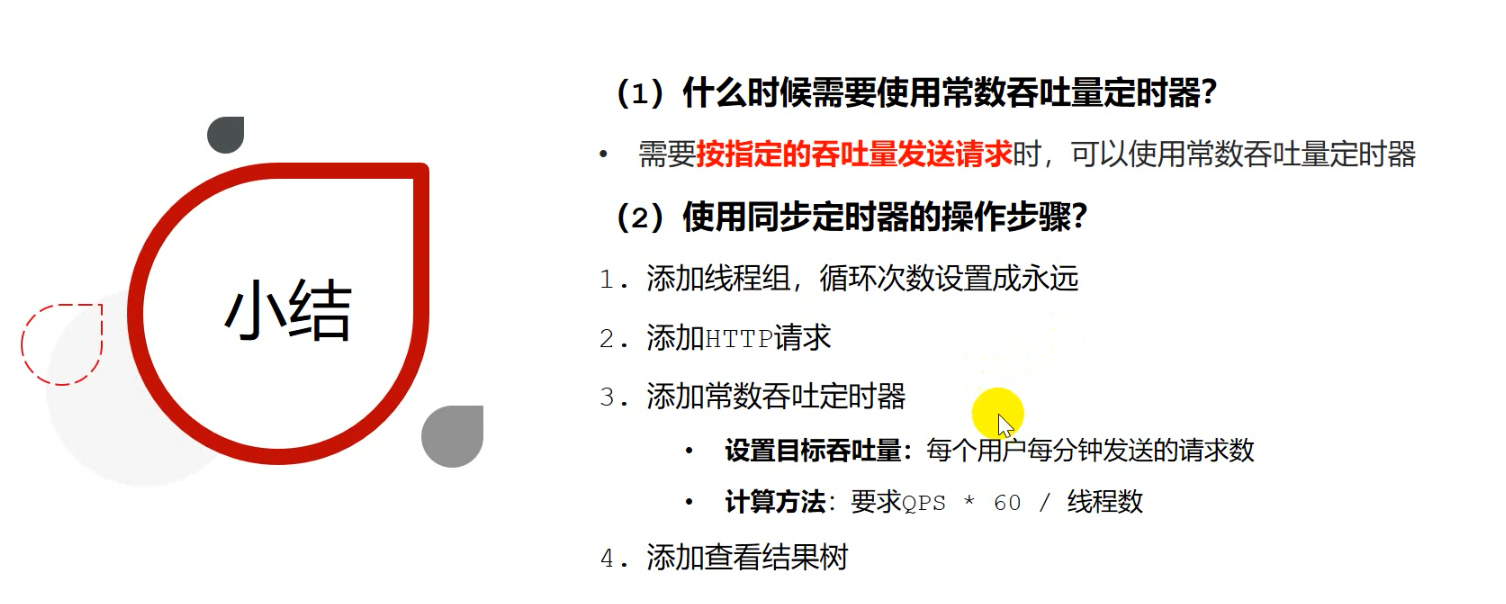 小结
（1）什么时候需要使用常数吞吐量定时器？
• 需要按指定的吞吐量发送请求时，可以使用常数吞吐量定时器
（2）使用同步定时器的操作步骤？
1. 添加线程组，循环次数设置成永远
2. 添加HTTP请求
3. 添加常数吞吐定时器
• 设置目标吞吐量：每个用户每分钟发送的请求数
• 计算方法：要求QPS * 60 / 线程数
4. 添加查看结果树